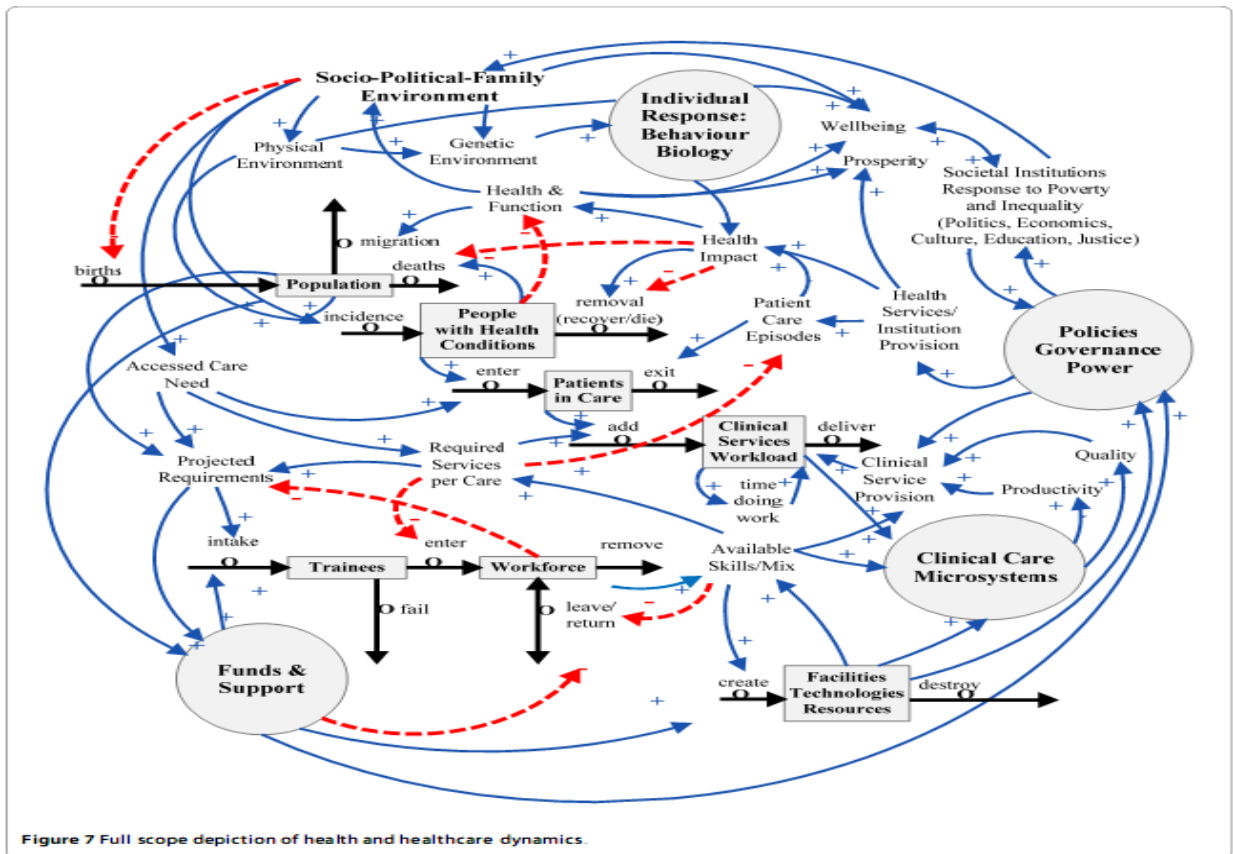 Socio-Political-Family
Environment
Individual
Response:
Behaviour
Biology
Wellbeing
Prosperity
Physical
Environment
Genetic
Environment
Societal Institutions
Response to Poverty
and Inequality
(Politics, Economics,
Culture, Education, Justice)
Health &
Function
migration
Health
Impact
births
deaths
Population
incidence
People
with Health
Conditions
removal
(recover/die)
Patient
Care
Episodes
Health
Services/
Institution
Provision
Policies
Governance
Power
Accessed Care
Need
enter
Patients
in Care
exit
add
Clinical
Services
Workload
deliver
Projected
Requirements
Required
Services
per Care
time
doing
work
Clinical
Service
Provision
Quality
Productivity
intake
Trainees
enter
Workforce
remove
Available
Skills/Mix
Clinical Care
Microsystems
fail
leave/
return
Funds &
Support
create
Facilities
Technologies
Resources
destroy
Figure 7 Full scope depiction of health and healthcare dynamics.